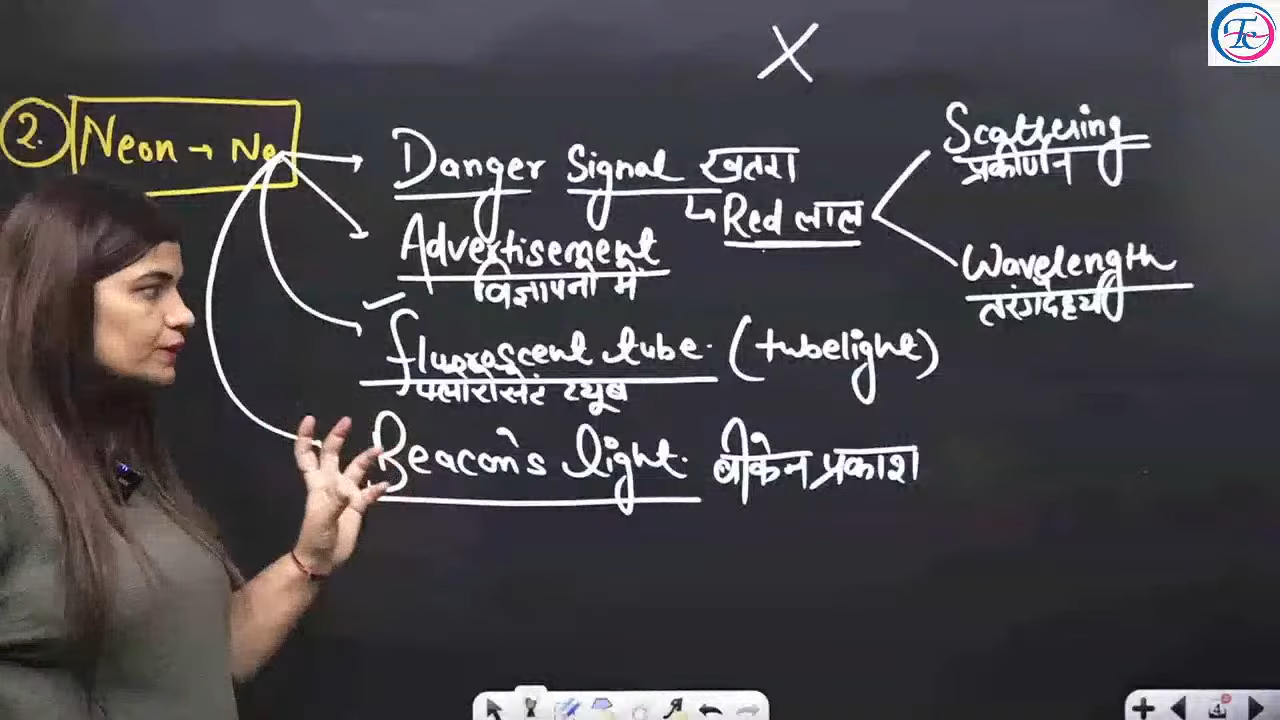 X
2. Neon → Ne
Danger Signal खतरा
↳ Red लाल
Scattering
प्रकीर्णन
Wavelength
तरंगदैर्ध्य
Advertisement
विज्ञापनो मे
fluorescent tube. (tubelight)
फ्लोरोसेंट ट्यूब
Beacon's light. बीकन प्रकाश